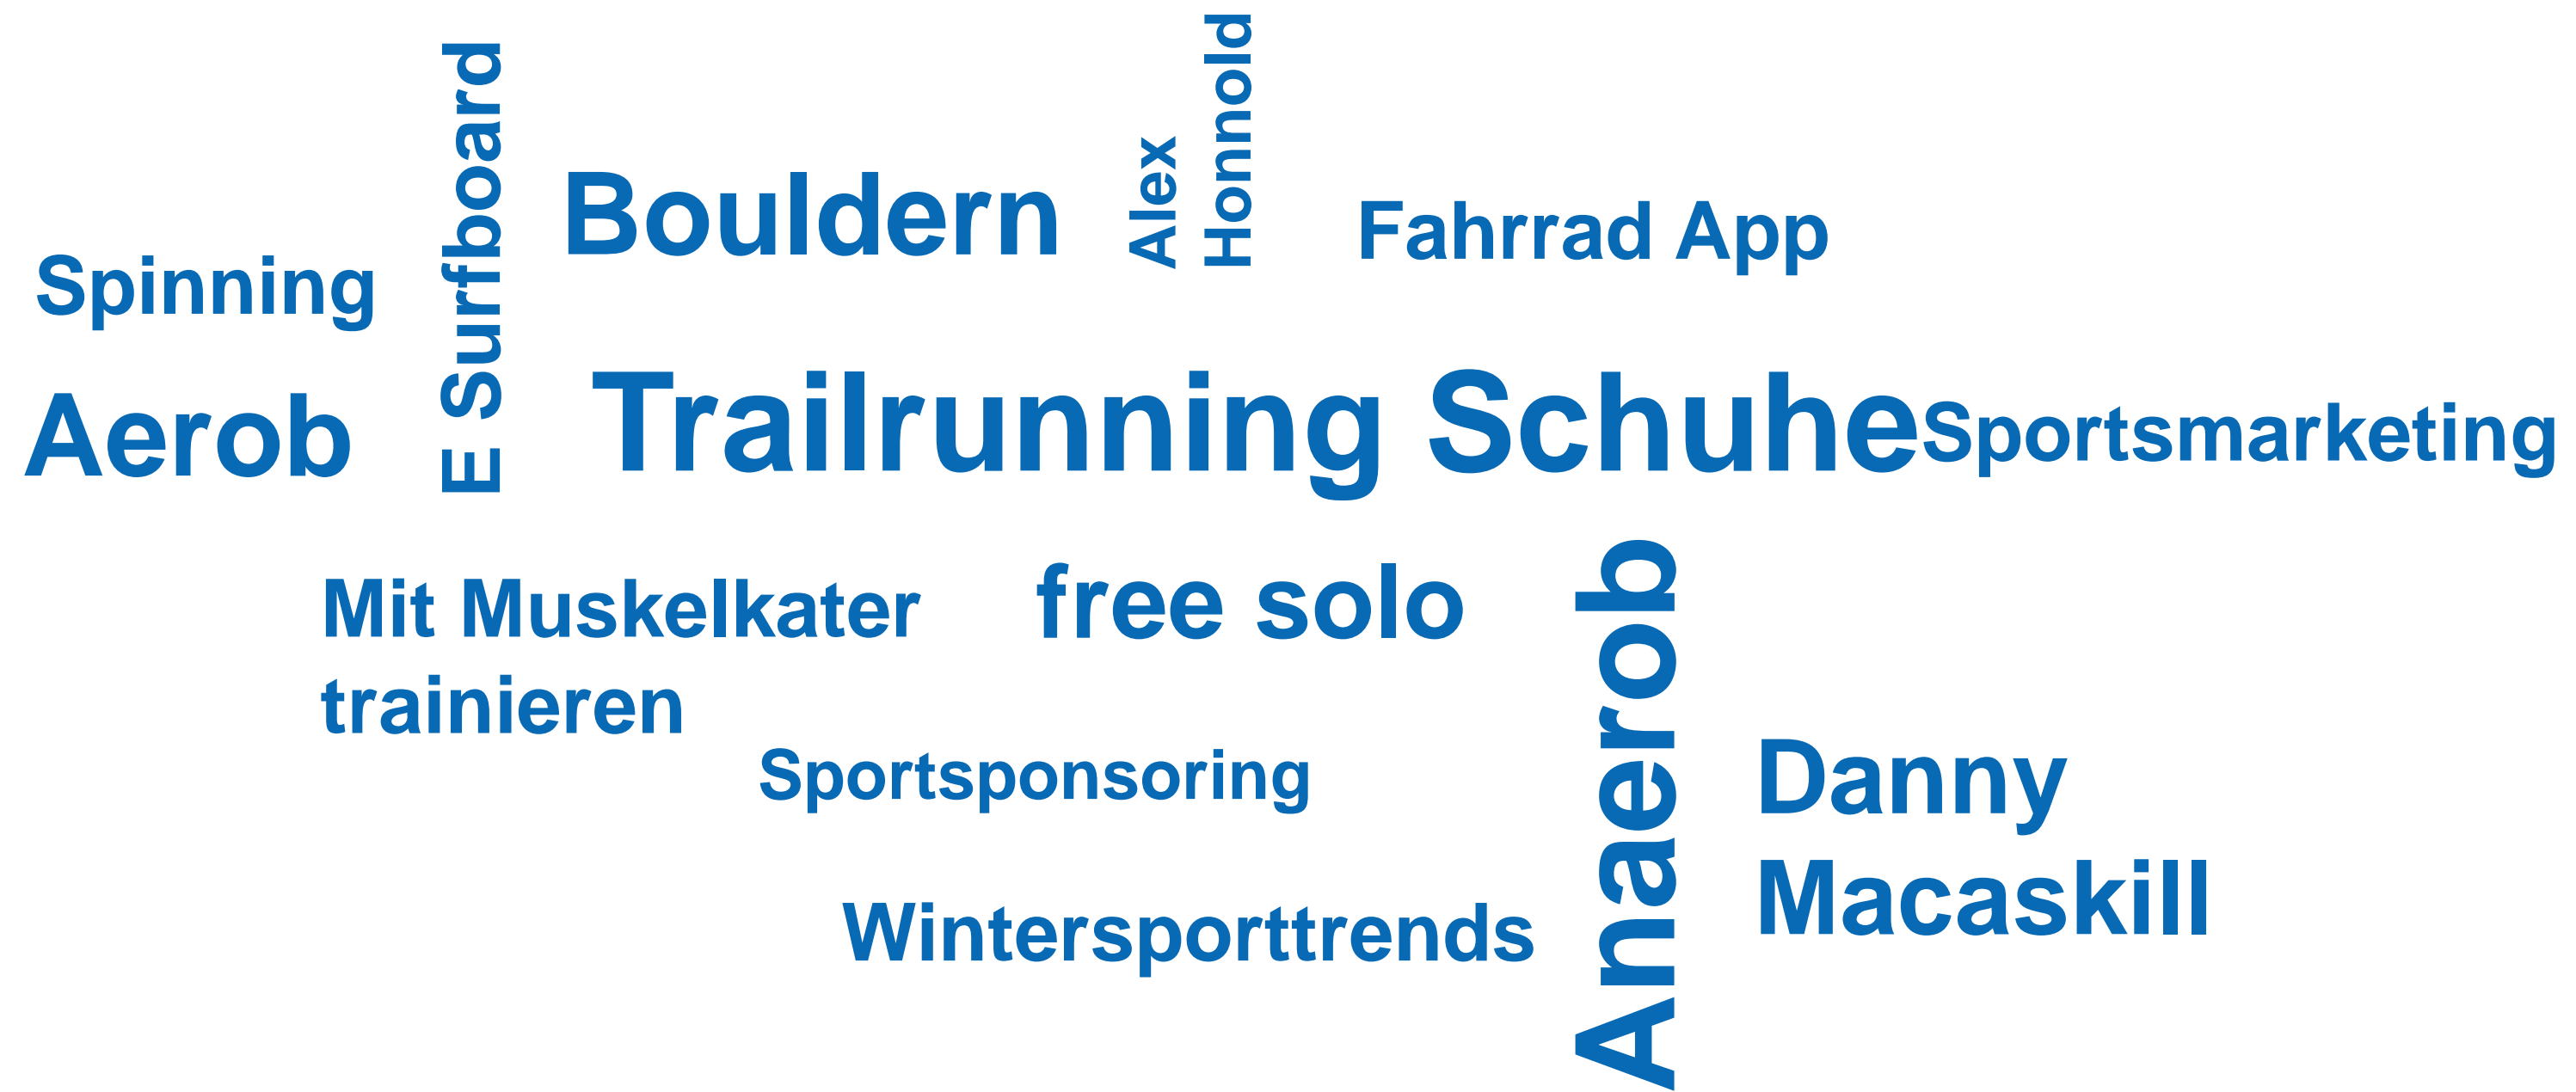 E Surfboard
Alex
Honnold
Bouldern
Fahrrad App
Spinning
Aerob
Trailrunning Schuhe
Sportsmarketing
Mit Muskelkater
trainieren
free solo
Anaerob
Sportsponsoring
Danny
Macaskill
Wintersporttrends